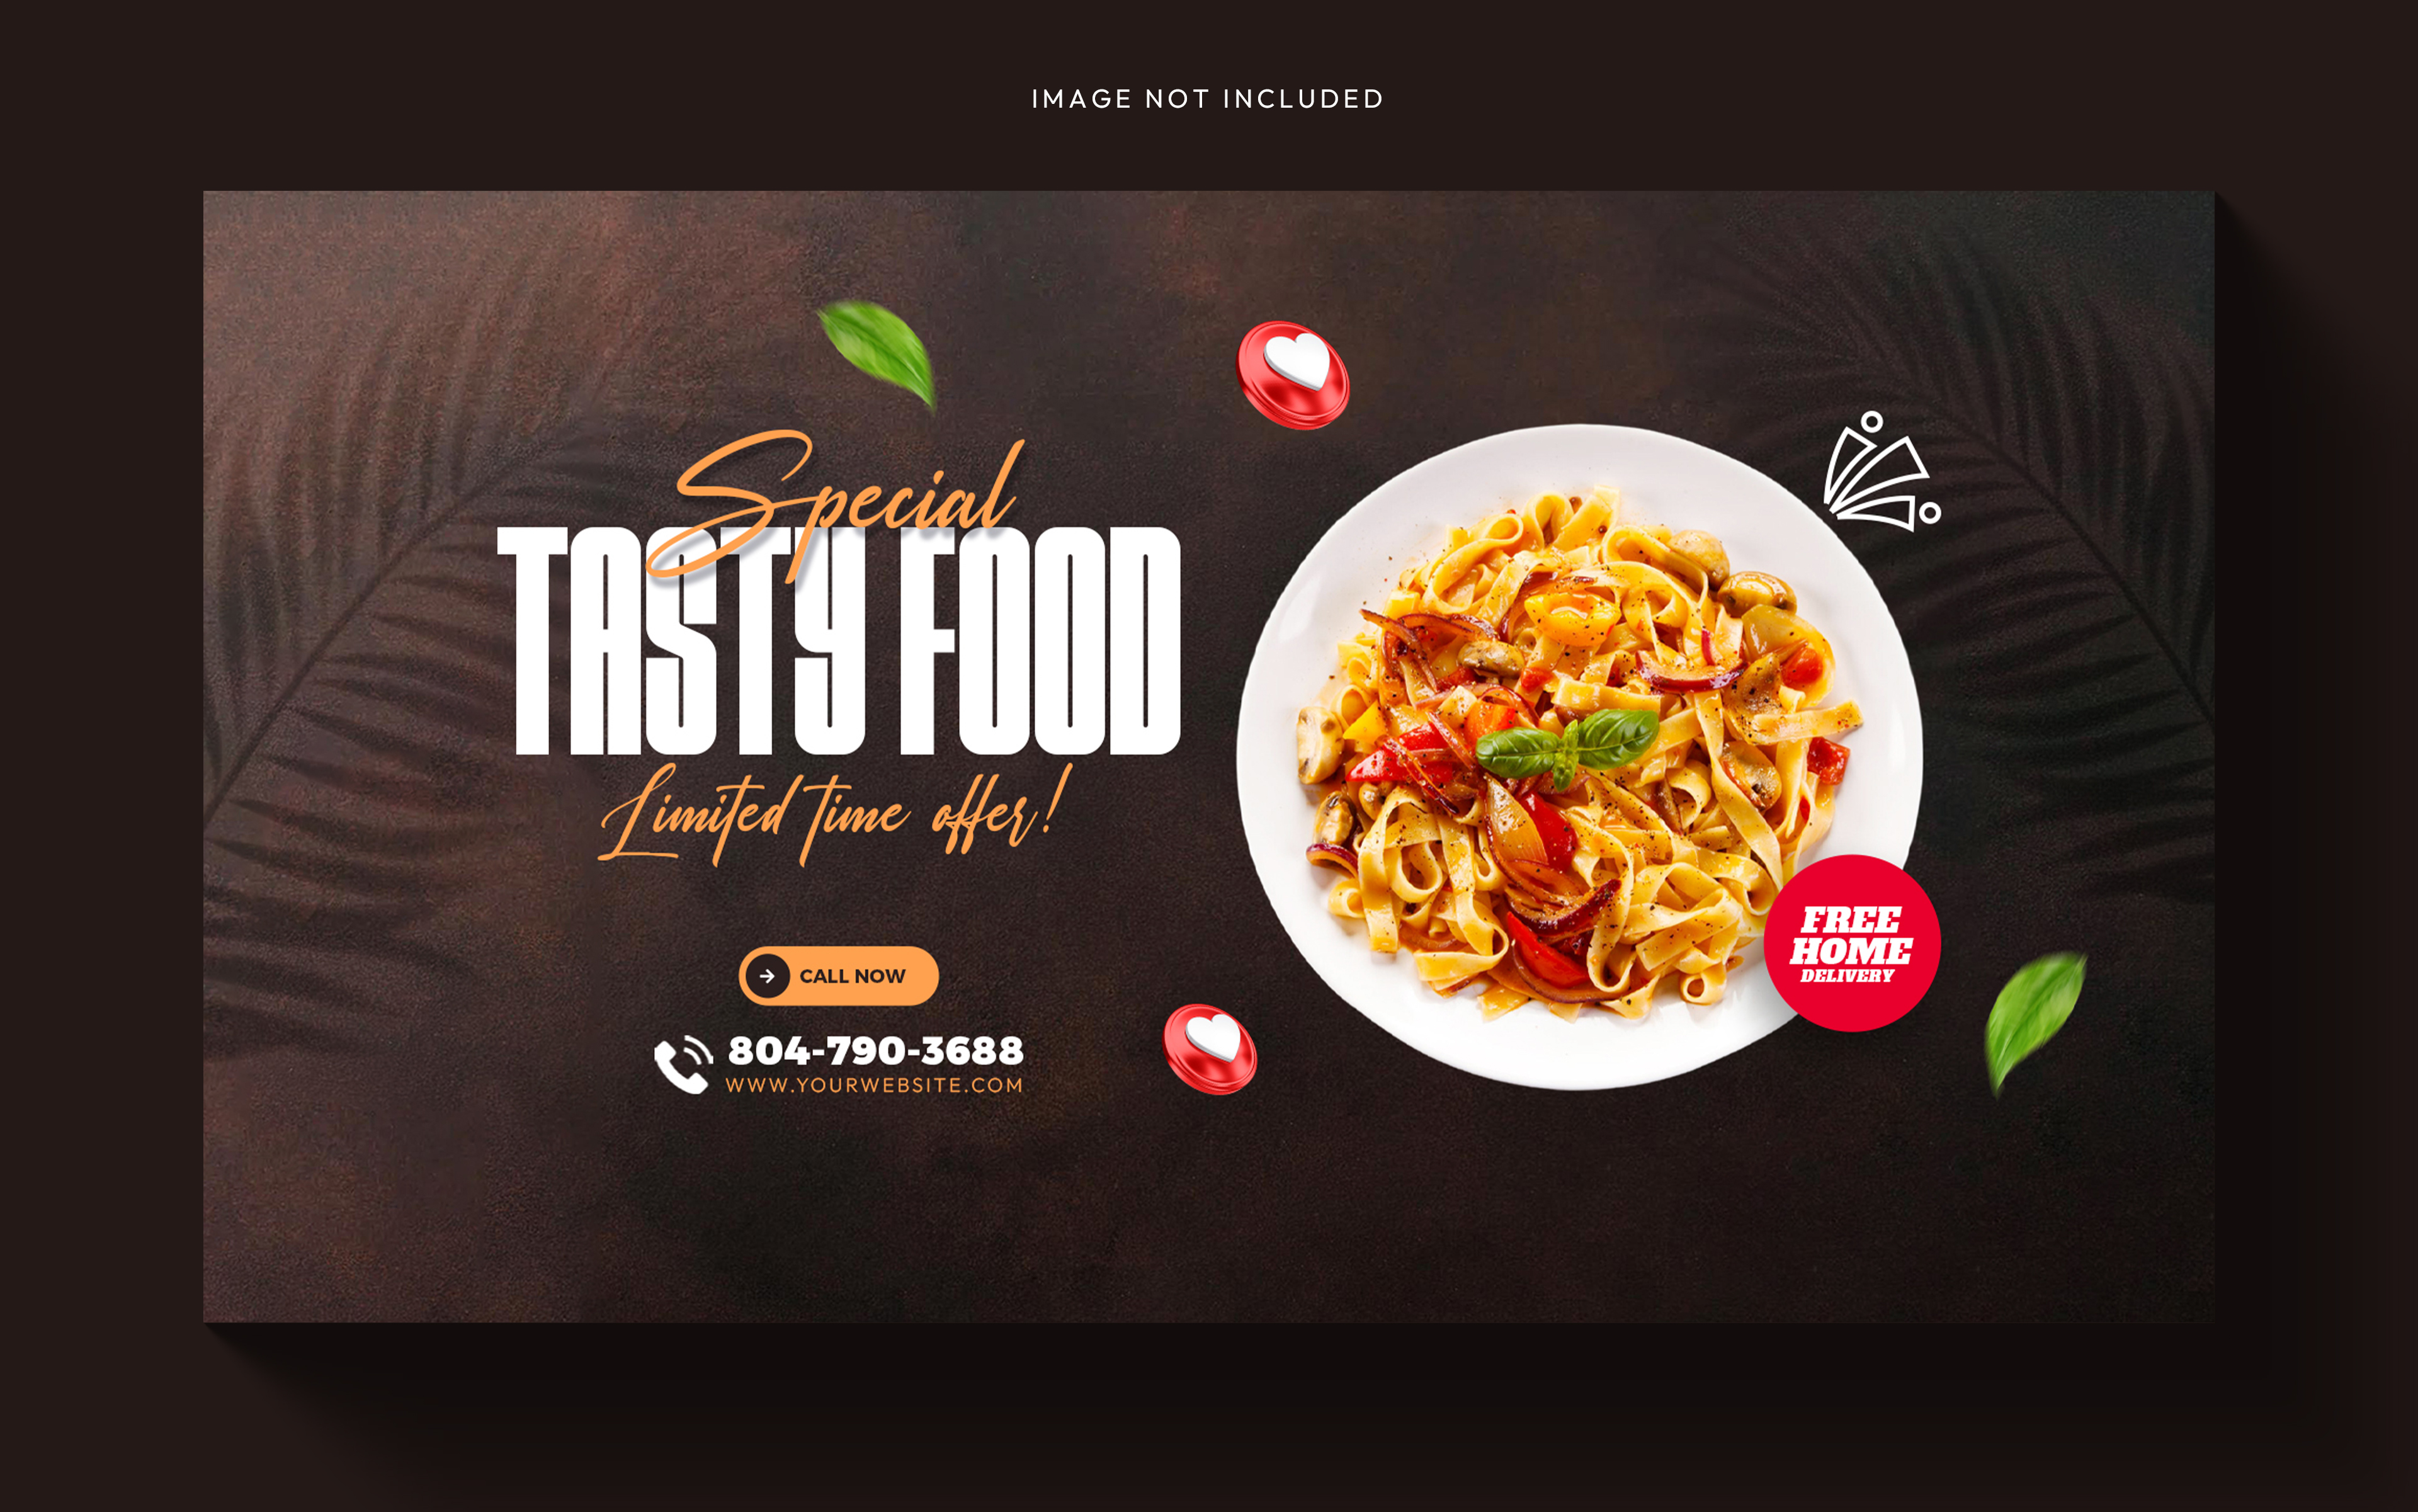 IMAGE NOT INCLUDED
Special
TASTY FOOD
Limited time offer!
CALL NOW
804-790-3688
WWW.YOURWEBSITE.COM
FREE
HOME
DELIVERY